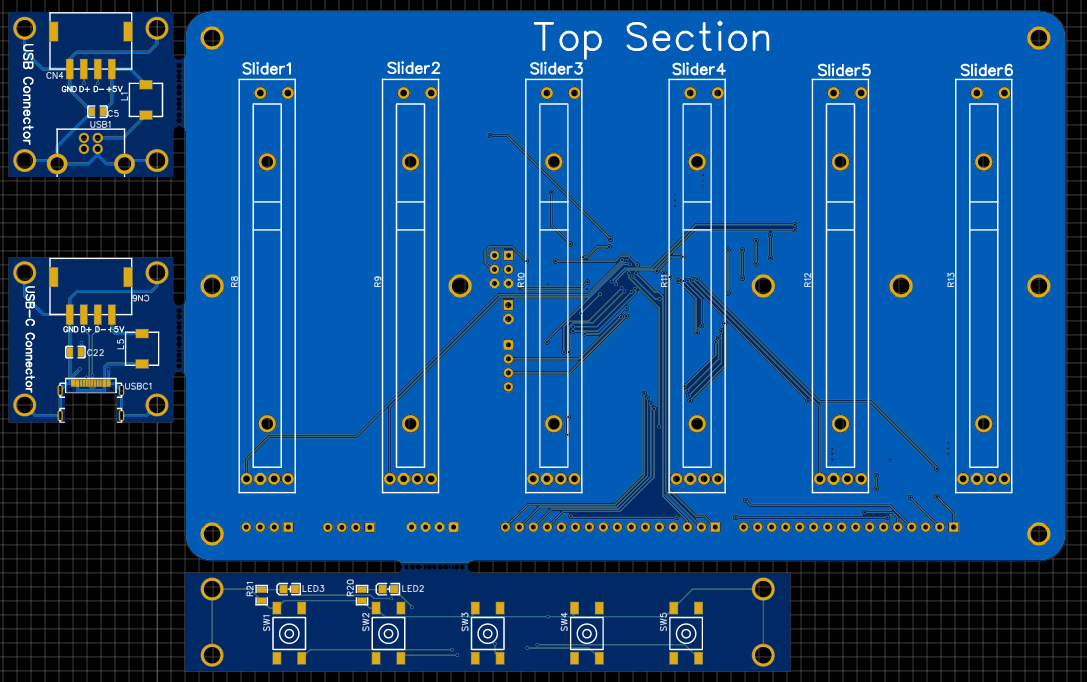 Top Section
Slider1 Slider2 Slider3 Slider4 Slider5 Slider6
R8 R9 R10 R11 R12 R13
USB Connector
CN4
GND D+ D- +5V
L1
C5
USB1
USB-C Connector
CN6
GND D+ D- +5V
L5
C22
USBC1
R21 LED3 R20 LED2
SW1 SW2 SW3 SW4 SW5